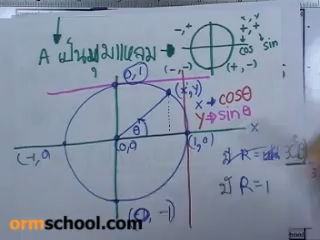 A เป็นมุมแหลม
-, +
x, y
+, +
cos sin
(-, -)
(+, -)
0, 1
(x, y)
x → cosθ
y → sinθ
θ
x
(-1, 0
0,0
(1, 0)
มี R =
มี R = 1
, -1)
ormschool.com